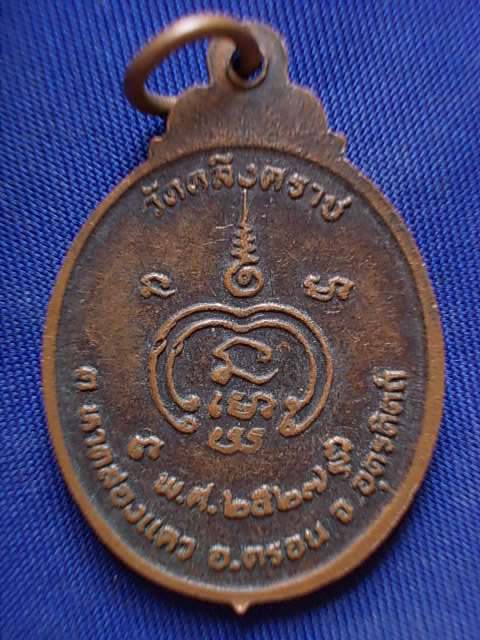 วัดคลึงคราช
พ.ศ.๒๕๒๗
ต หาดสองแคว อ.ตรอน จ อุตรดิตถ์